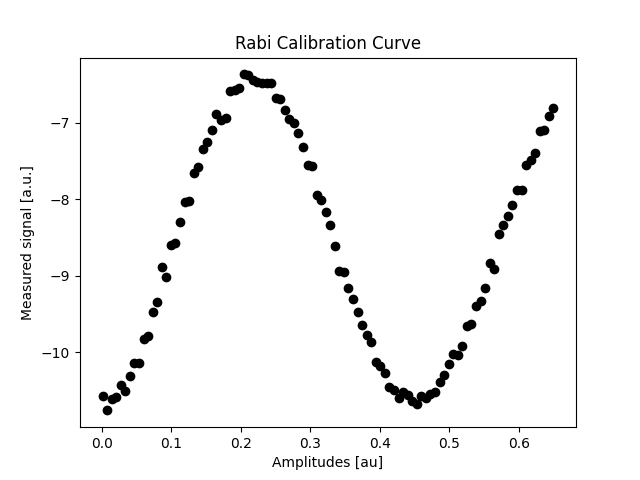 Rabi Calibration Curve
Measured signal [a.u.]
−7
−8
−9
−10
0.0 0.1 0.2 0.3 0.4 0.5 0.6
Amplitudes [au]